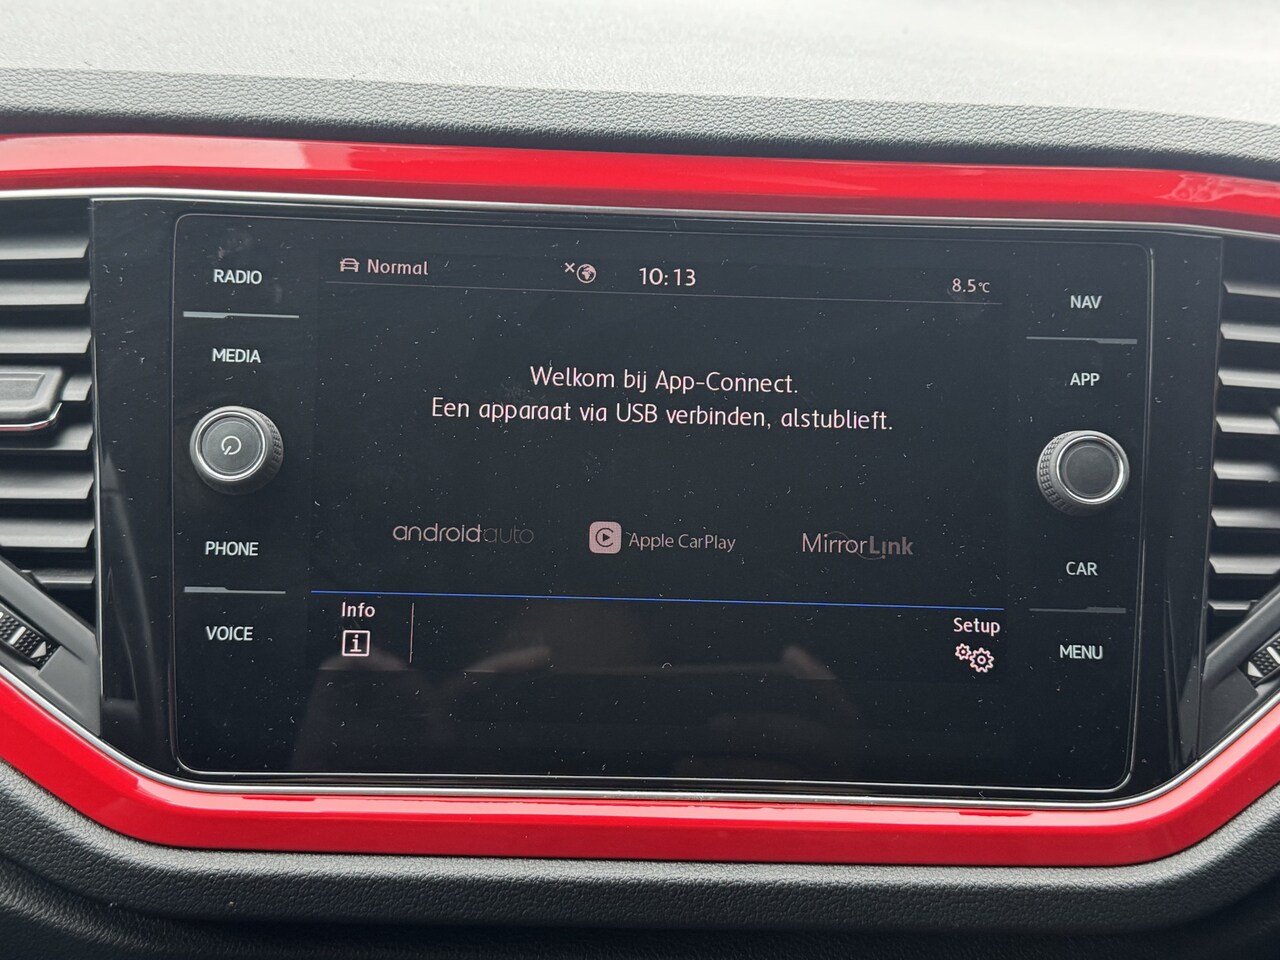 RADIO
MEDIA
PHONE
VOICE
Normal
10:13
8.5°C
Welkom bij App-Connect.
Een apparaat via USB verbinden, alstublieft.
androidauto
Apple CarPlay
MirrorLink
Info
i
Setup
NAV
APP
CAR
MENU